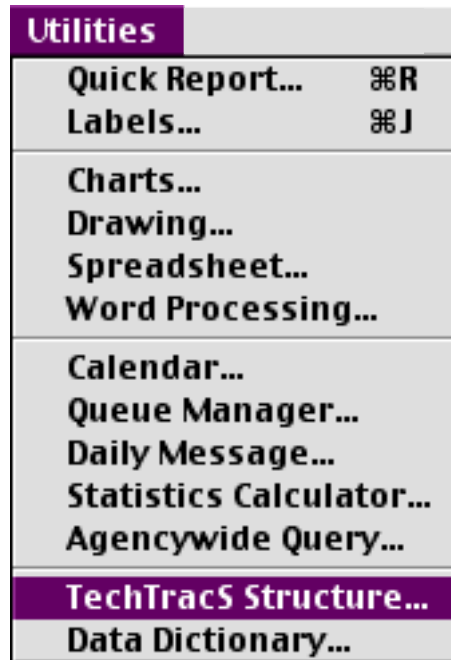 Utilities
Quick Report... ⌘R
Labels... ⌘J
Charts...
Drawing...
Spreadsheet...
Word Processing...
Calendar...
Queue Manager...
Daily Message...
Statistics Calculator...
Agencywide Query...
TechTracS Structure...
Data Dictionary...